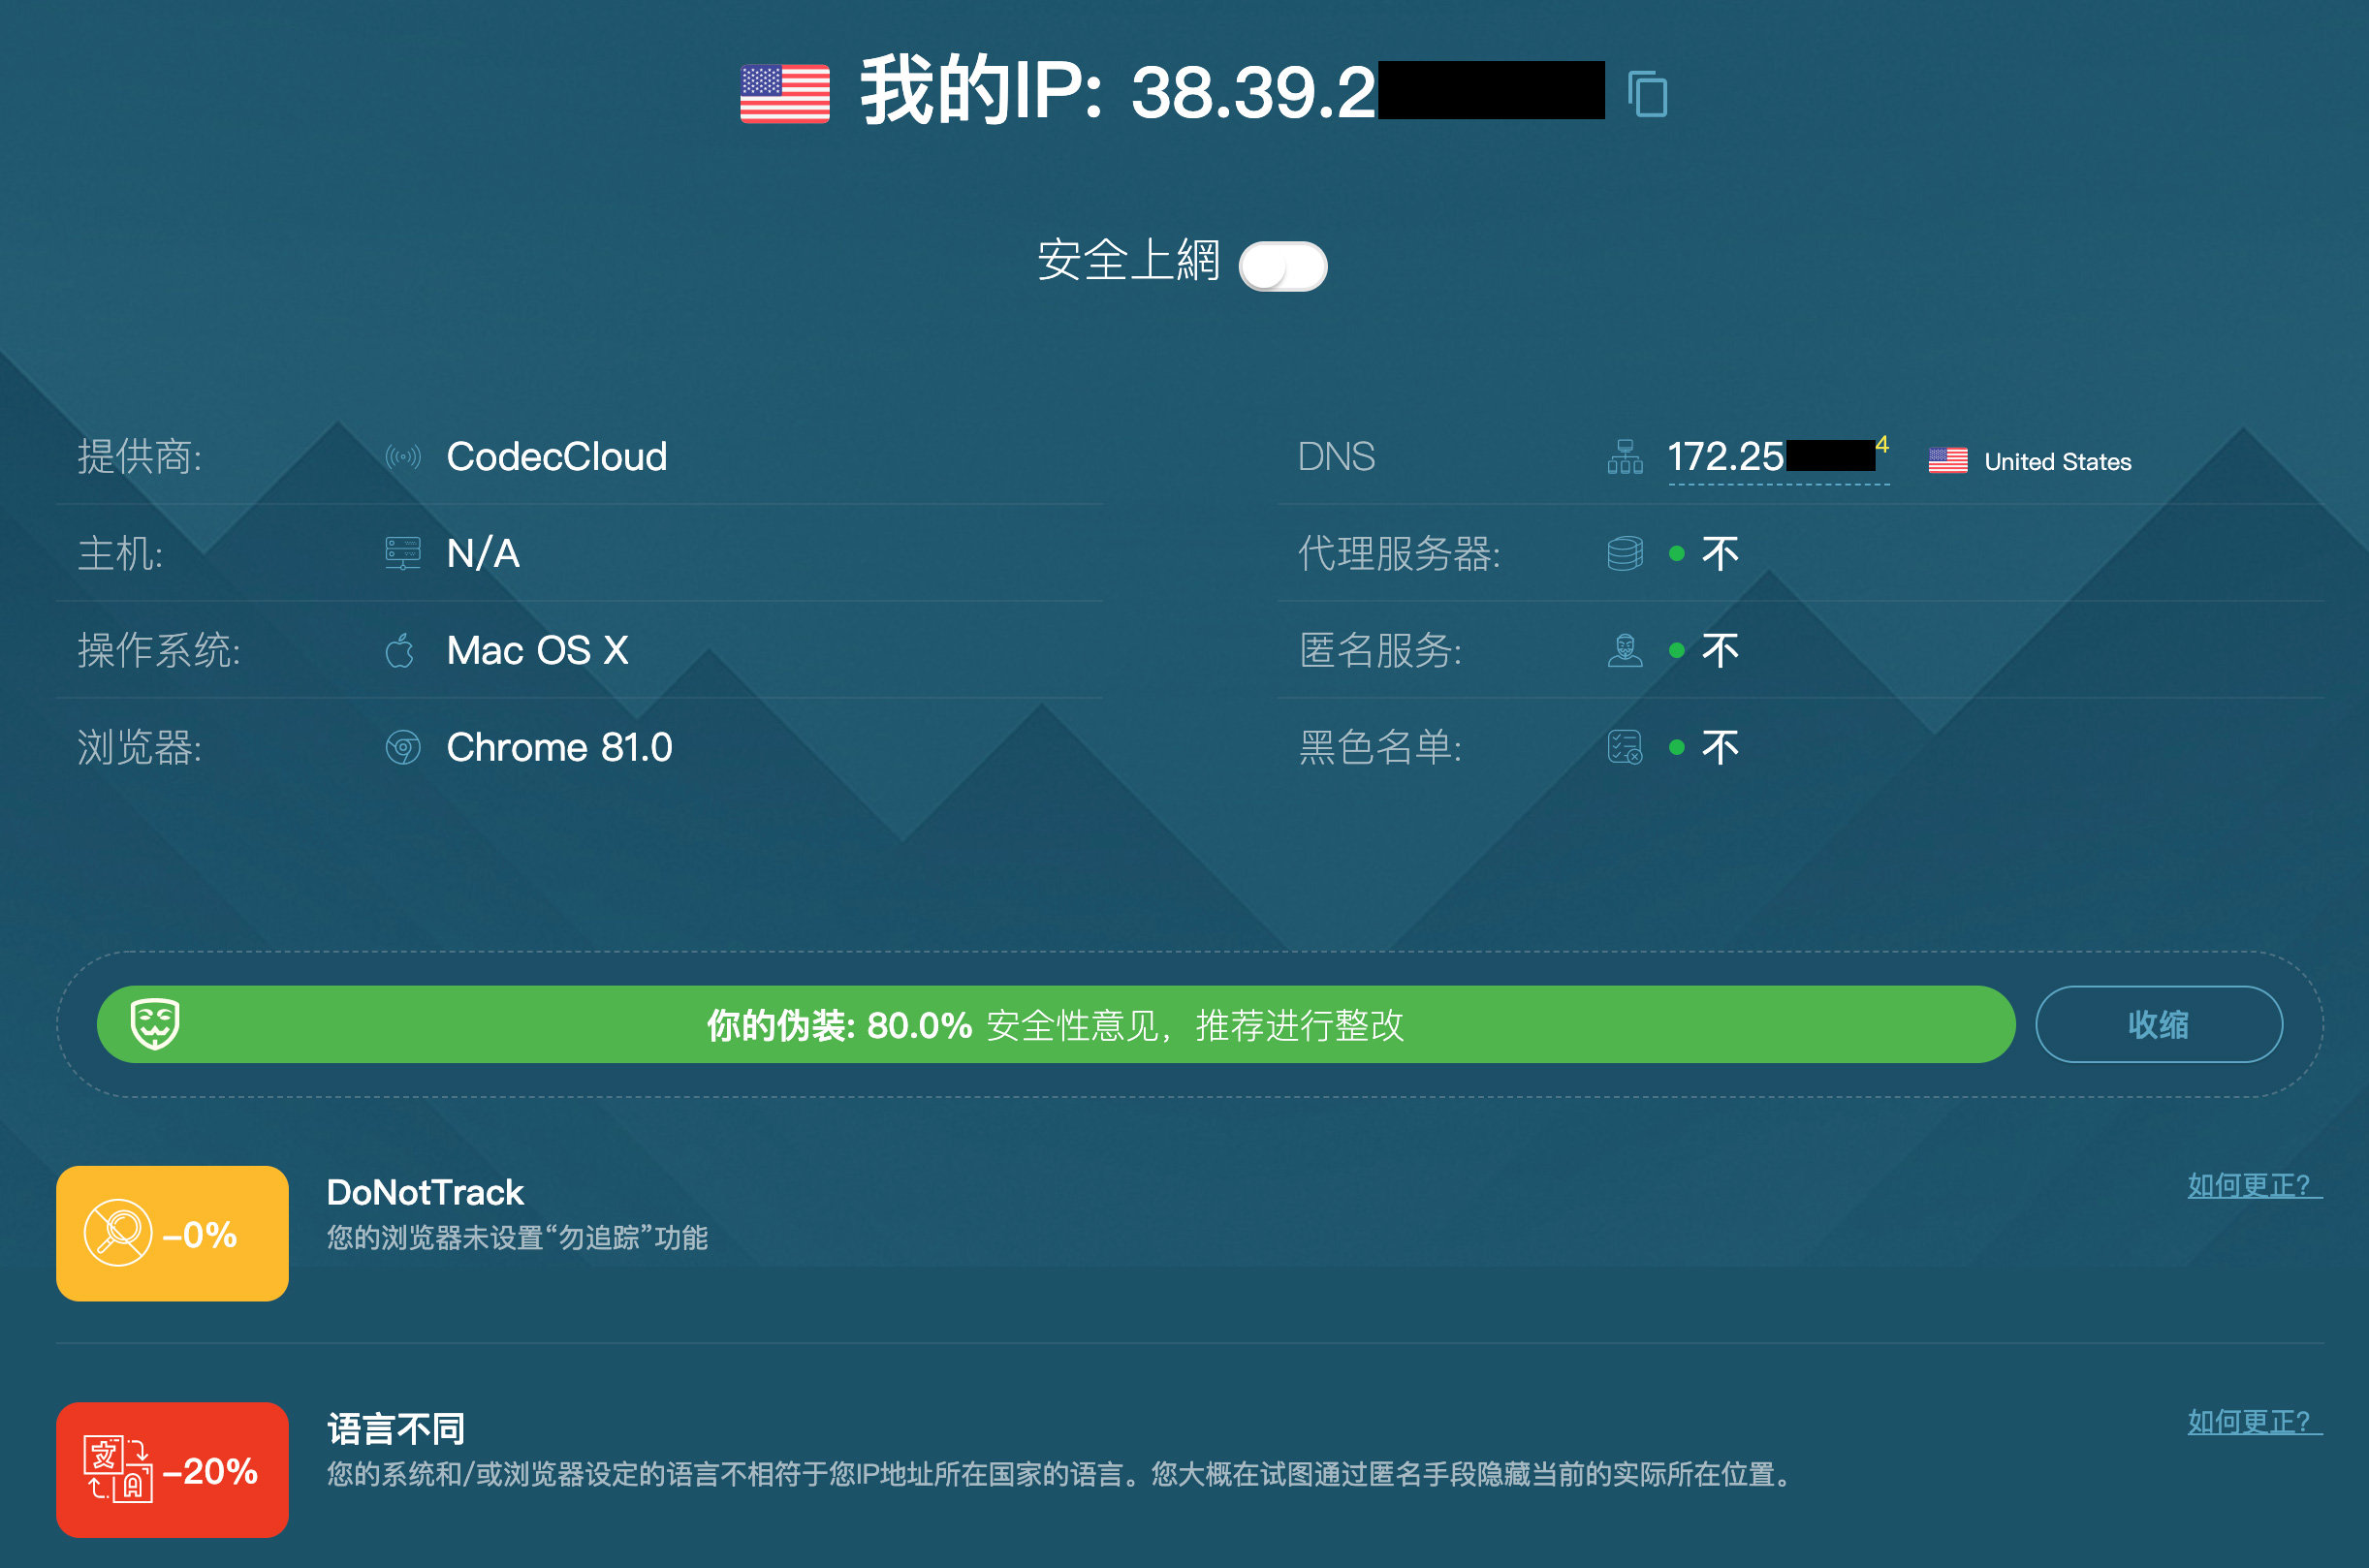 我的IP: 38.39.2
安全上網
提供商: CodecCloud
主机: N/A
操作系统: Mac OS X
浏览器: Chrome 81.0
DNS 172.25 4 United States
代理服务器: 不
匿名服务: 不
黑色名单: 不
你的伪装: 80.0% 安全性意见，推荐进行整改
收缩
–0%
DoNotTrack
您的浏览器未设置“勿追踪”功能
如何更正?
文 A –20%
语言不同
您的系统和/或浏览器设定的语言不相符于您IP地址所在国家的语言。您大概在试图通过匿名手段隐藏当前的实际所在位置。
如何更正?